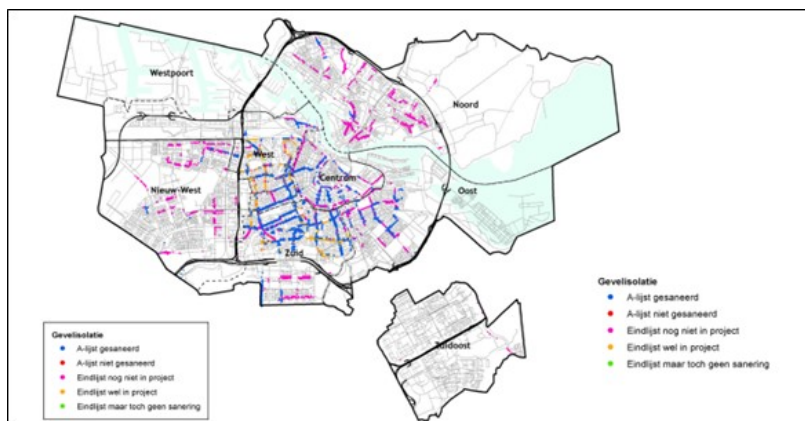 Westpoort
Noord
West
Centrum
Nieuw-West
Oost
Zuid
Zuidoost
Gevelisolatie
A-lijst gesaneerd
A-lijst niet gesaneerd
Eindlijst nog niet in project
Eindlijst wel in project
Eindlijst maar toch geen sanering
Gevelisolatie
A-lijst gesaneerd
A-lijst niet gesaneerd
Eindlijst nog niet in project
Eindlijst wel in project
Eindlijst maar toch geen sanering